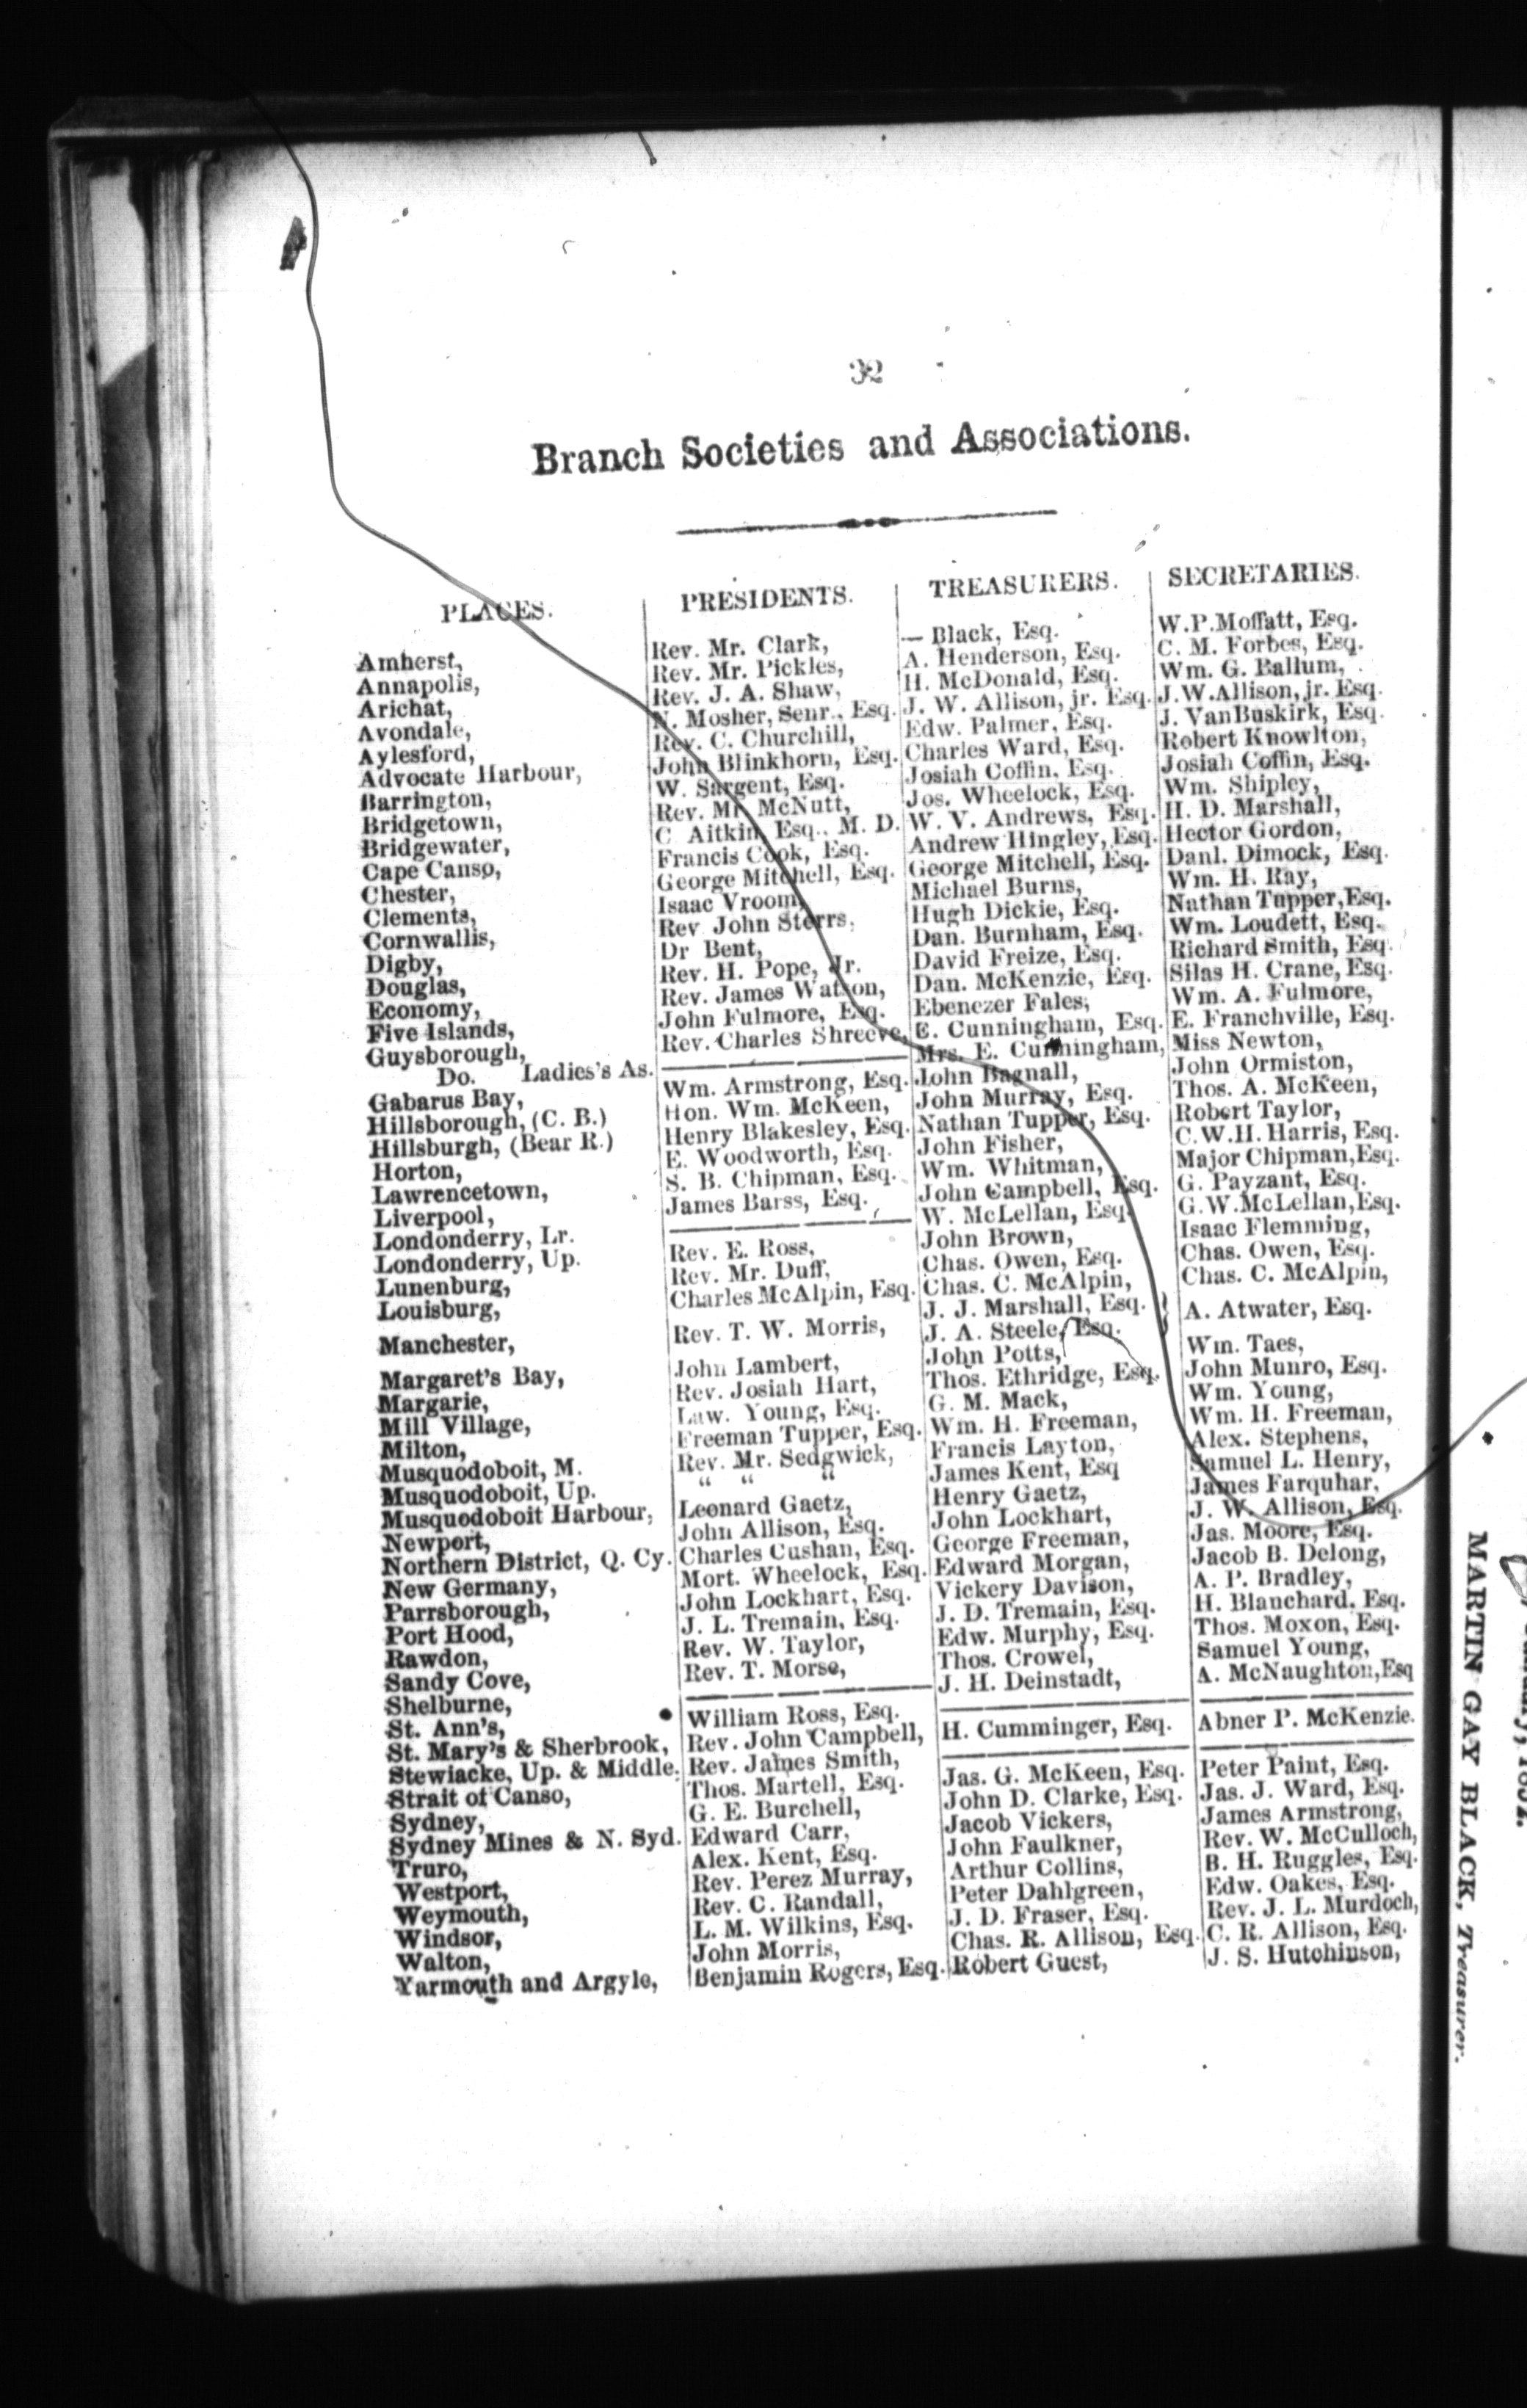 32
Branch Societies and Associations.
PLACES. PRESIDENTS. TREASURERS. SECRETARIES.
Amherst, Rev. Mr. Clark, — Black, Esq. W.P.Moffatt, Esq.
Annapolis, Rev. Mr. Pickles, A. Henderson, Esq. C. M. Forbes, Esq.
Arichat, Rev. J. A. Shaw, H. McDonald, Esq. Wm. G. Ballum,
Avondale, N. Mosher, Senr., Esq. J. W. Allison, jr. Esq. J.W.Allison, jr. Esq.
Aylesford, Rev. C. Churchill, Edw. Palmer, Esq. J. VanBuskirk, Esq.
Advocate Harbour, John Blinkhorn, Esq. Charles Ward, Esq. Robert Knowlton,
Barrington, W. Sargent, Esq. Josiah Coffin, Esq. Josiah Coffin, Esq.
Bridgetown, Rev. Mr McNutt, Jos. Wheelock, Esq. Wm. Shipley,
Bridgewater, C. Aitkin, Esq., M. D. W. V. Andrews, Esq. H. D. Marshall,
Cape Canso, Francis Cook, Esq. Andrew Hingley, Esq. Hector Gordon,
Chester, George Mitchell, Esq. George Mitchell, Esq. Danl. Dimock, Esq.
Clements, Isaac Vroom, Michael Burns, Wm. H. Ray,
Cornwallis, Rev John Storrs, Hugh Dickie, Esq. Nathan Tupper, Esq.
Digby, Dr Bent, Dan. Burnham, Esq. Wm. Loudett, Esq.
Douglas, Rev. H. Pope, Jr. David Freize, Esq. Richard Smith, Esq.
Economy, Rev. James Watson, Dan. McKenzie, Esq. Silas H. Crane, Esq.
Five Islands, John Fulmore, Esq. Ebenezer Fales, Wm. A. Fulmore,
Guysborough, Rev. Charles Shreeve, E. Cunningham, Esq. E. Franchville, Esq.
Do. Ladies's As. ———— Mrs. E. Cunningham, Miss Newton,
Gabarus Bay, Wm. Armstrong, Esq. John Bagnall, John Ormiston,
Hillsborough, (C. B.) Hon. Wm. McKeen, John Murray, Esq. Thos. A. McKeen,
Hillsburgh, (Bear R.) Henry Blakesley, Esq. Nathan Tupper, Esq. Robert Taylor,
Horton, E. Woodworth, Esq. John Fisher, C.W.H. Harris, Esq.
Lawrencetown, S. B. Chipman, Esq. Wm. Whitman, Major Chipman, Esq.
Liverpool, James Barss, Esq. John Campbell, Esq. G. Payzant, Esq.
Londonderry, Lr. ———— W. McLellan, Esq. G.W.McLellan, Esq.
Londonderry, Up. Rev. E. Ross, John Brown, Isaac Flemming,
Lunenburg, Rev. Mr. Duff, Chas. Owen, Esq. Chas. Owen, Esq.
Louisburg, Charles McAlpin, Esq. Chas. C. McAlpin, Chas. C. McAlpin,
J. J. Marshall, Esq. }
Manchester, Rev. T. W. Morris, J. A. Steele, Esq. A. Atwater, Esq.
Margaret's Bay, John Lambert, John Potts, Wm. Taes,
Margarie, Rev. Josiah Hart, Thos. Ethridge, Esq. John Munro, Esq.
Mill Village, Law. Young, Esq. G. M. Mack, Wm. Young,
Milton, Freeman Tupper, Esq. Wm. H. Freeman, Wm. H. Freeman,
Musquodoboit, M. Rev. Mr. Sedgwick, Francis Layton, Alex. Stephens,
Musquodoboit, Up. “ “ “ James Kent, Esq Samuel L. Henry,
Musquodoboit Harbour, Leonard Gaetz, Henry Gaetz, James Farquhar,
Newport, John Allison, Esq. John Lockhart, J. W. Allison, Esq.
Northern District, Q. Cy. Charles Cushan, Esq. George Freeman, Jas. Moore, Esq.
New Germany, Mort. Wheelock, Esq. Edward Morgan, Jacob B. Delong,
Parrsborough, John Lockhart, Esq. Vickery Davison, A. P. Bradley,
Port Hood, J. L. Tremain, Esq. J. D. Tremain, Esq. H. Blanchard, Esq.
Rawdon, Rev. W. Taylor, Edw. Murphy, Esq. Thos. Moxon, Esq.
Sandy Cove, Rev. T. Morse, Thos. Crowel, Samuel Young,
Shelburne, ———— J. H. Deinstadt, A. McNaughton, Esq
St. Ann's, William Ross, Esq. ———— ————
St. Mary's & Sherbrook, Rev. John Campbell, H. Cumminger, Esq. Abner P. McKenzie.
Stewiacke, Up. & Middle. Rev. James Smith, ———— ————
Strait of Canso, Thos. Martell, Esq. Jas. G. McKeen, Esq. Peter Paint, Esq.
Sydney, G. E. Burchell, John D. Clarke, Esq. Jas. J. Ward, Esq.
Sydney Mines & N. Syd. Edward Carr, Jacob Vickers, James Armstrong,
Truro, Alex. Kent, Esq. John Faulkner, Rev. W. McCulloch,
Westport, Rev. Perez Murray, Arthur Collins, B. H. Ruggles, Esq.
Weymouth, Rev. C. Randall, Peter Dahlgreen, Edw. Oakes, Esq.
Windsor, L. M. Wilkins, Esq. J. D. Fraser, Esq. Rev. J. L. Murdoch,
Walton, John Morris, Chas. R. Allison, Esq. C. R. Allison, Esq.
Yarmouth and Argyle, Benjamin Rogers, Esq. Robert Guest, J. S. Hutchinson,
MARTIN GAY BLACK, Treasurer.